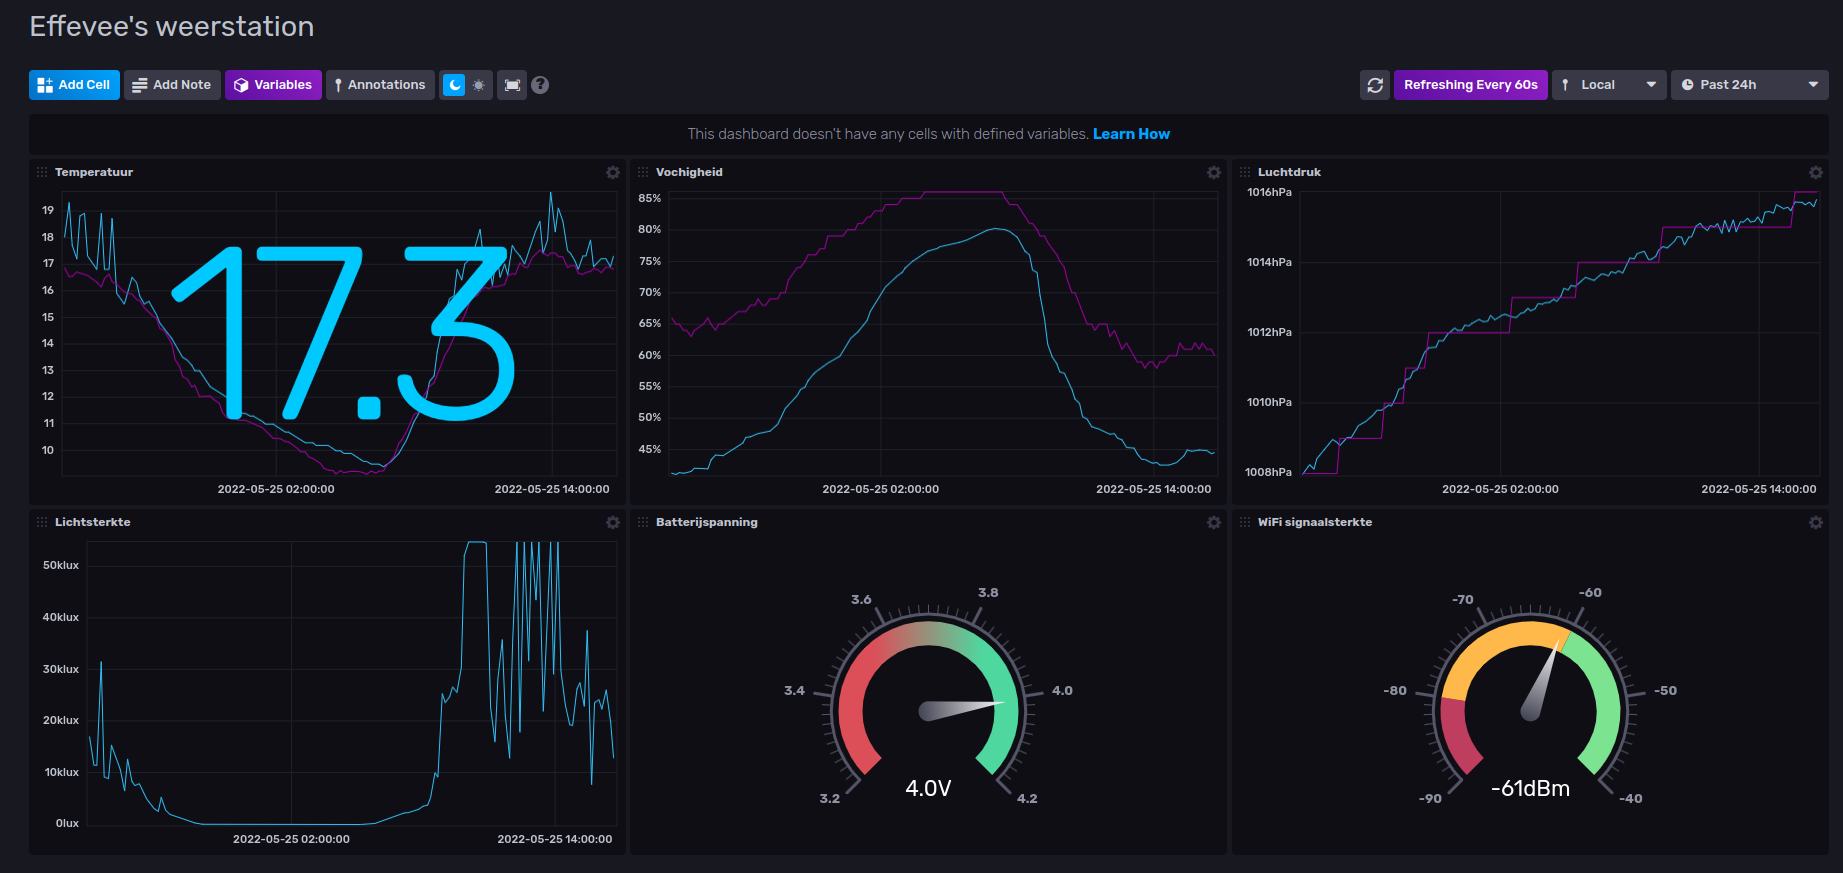 Effevee's weerstation
Add Cell
Add Note
Variables
Annotations
?
Refreshing Every 60s
Local
Past 24h
This dashboard doesn't have any cells with defined variables. Learn How
Temperatuur
19
18
17
16
15
14
13
12
11
10
17.3
2022-05-25 02:00:00
2022-05-25 14:00:00
Vochigheid
85%
80%
75%
70%
65%
60%
55%
50%
45%
2022-05-25 02:00:00
2022-05-25 14:00:00
Luchtdruk
1016hPa
1014hPa
1012hPa
1010hPa
1008hPa
2022-05-25 02:00:00
2022-05-25 14:00:00
Lichtsterkte
50klux
40klux
30klux
20klux
10klux
0lux
2022-05-25 02:00:00
2022-05-25 14:00:00
Batterijspanning
3.6
3.8
3.4
4.0
3.2
4.2
4.0V
WiFi signaalsterkte
-70
-60
-80
-50
-90
-40
-61dBm